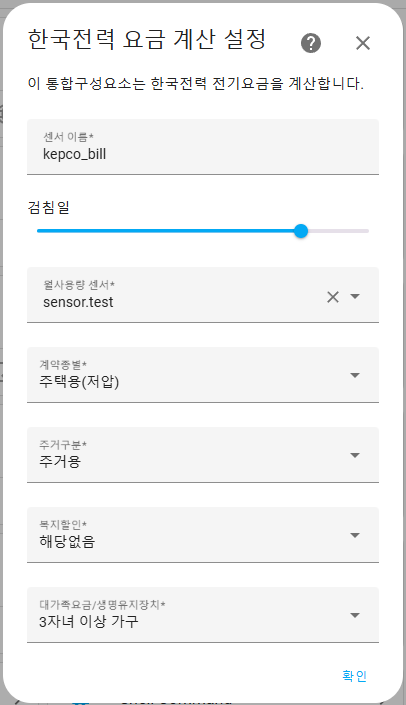 한국전력 요금 계산 설정
이 통합구성요소는 한국전력 전기요금을 계산합니다.
센서 이름*
kepco_bill
검침일
월사용량 센서*
sensor.test
계약종별*
주택용(저압)
주거구분*
주거용
복지할인*
해당없음
대가족요금/생명유지장치*
3자녀 이상 가구
확인